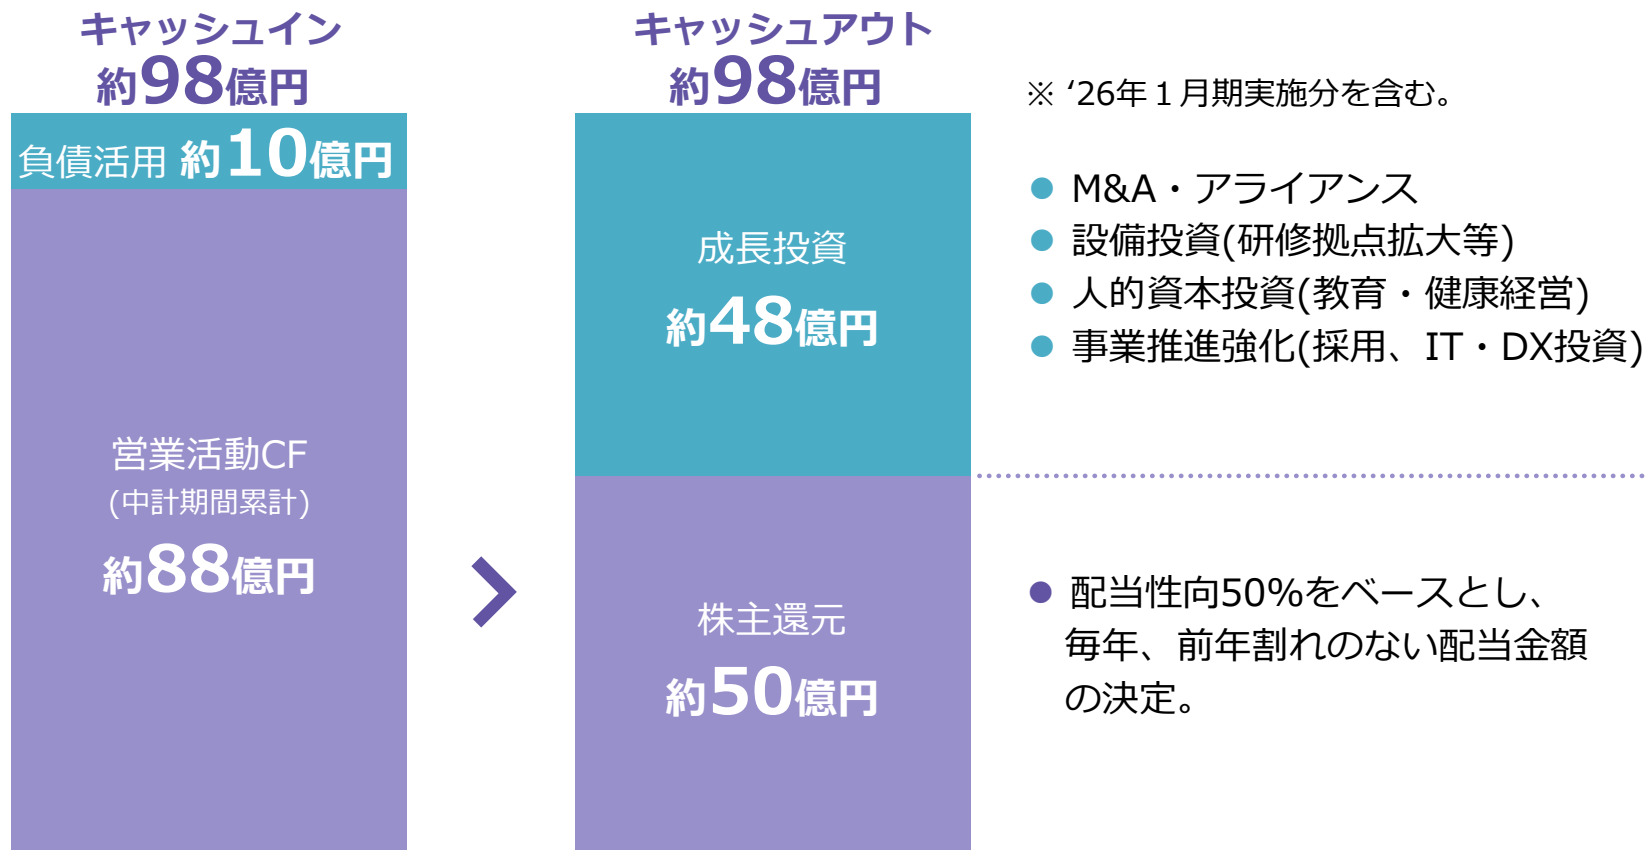 キャッシュイン
約98億円
負債活用 約10億円
営業活動CF
(中計期間累計)
約88億円
キャッシュアウト
約98億円
成長投資
約48億円
株主還元
約50億円
※ ‘26年１月期実施分を含む。
● M&A・アライアンス
● 設備投資(研修拠点拡大等)
● 人的資本投資(教育・健康経営)
● 事業推進強化(採用、IT・DX投資)
● 配当性向50%をベースとし、
毎年、前年割れのない配当金額
の決定。